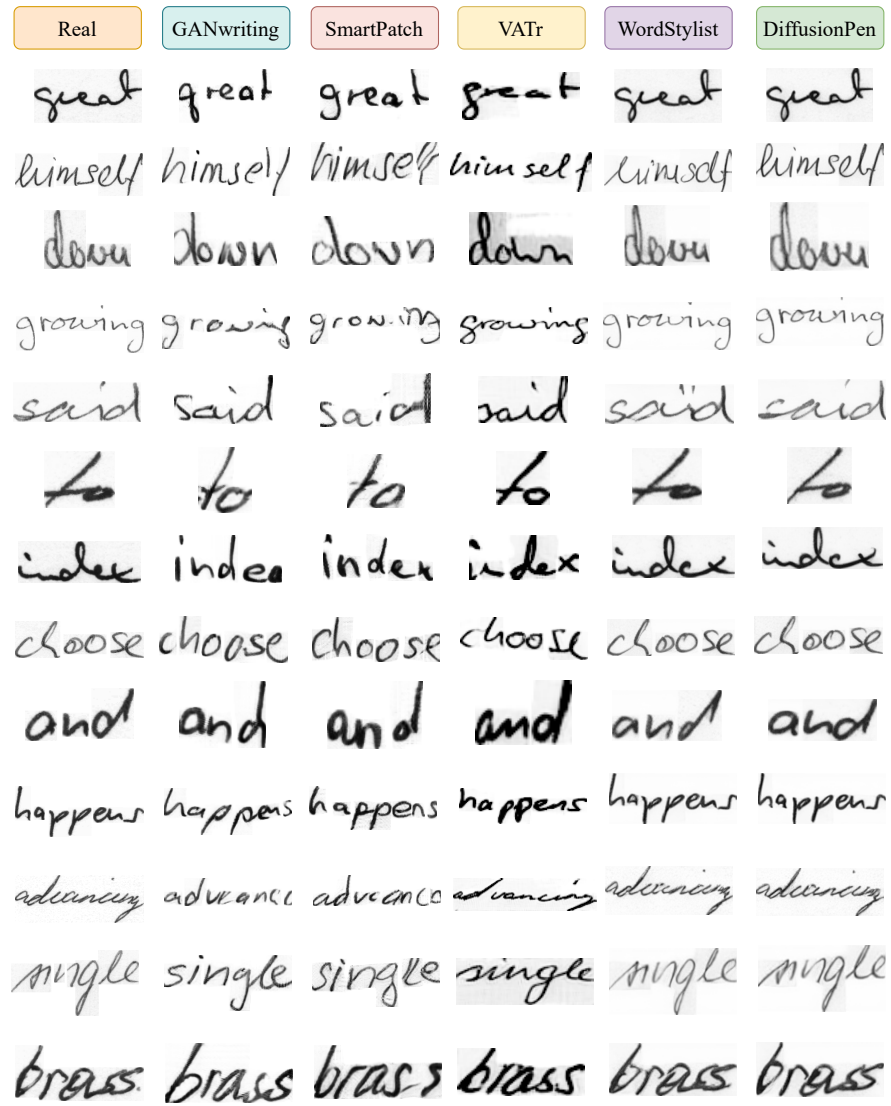 Real GANwriting SmartPatch VATr WordStylist DiffusionPen
great great great great great great
himself himself himself himself himself himself
down down down down down down
growing growing growing growing growing growing
said said said said said said
to to to to to to
index index index index index index
choose choose choose choose choose choose
and and and and and and
happens happens happens happens happens happens
advancing advcanc advcanco advancing advancing advancing
single single single single single single
brass brass brass brass brass brass